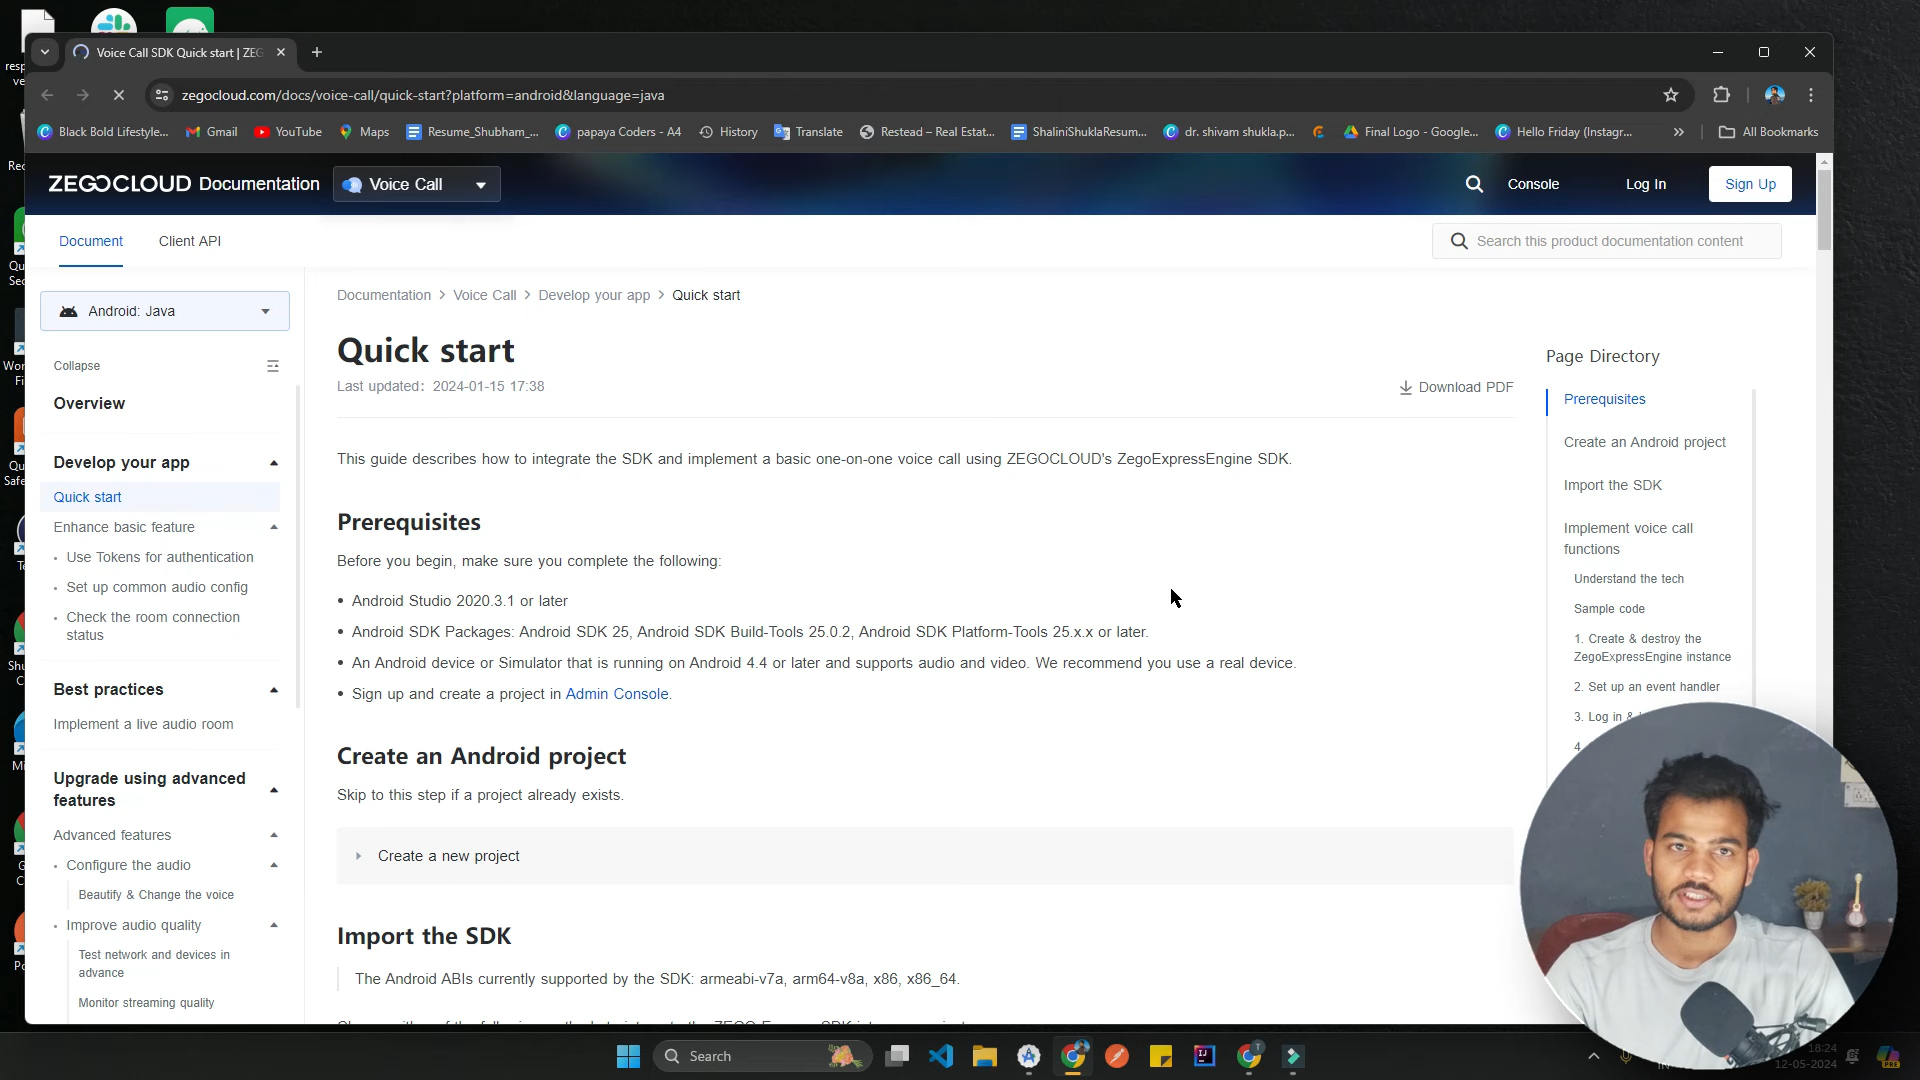 Voice Call SDK Quick start | ZEG
zegocloud.com/docs/voice-call/quick-start?platform=android&language=java
Black Bold Lifestyle...
Gmail
YouTube
Maps
Resume_Shubham_...
papaya Coders - A4
History
Translate
Restead – Real Estat...
ShaliniShuklaResum...
dr. shivam shukla.p...
Final Logo - Google...
Hello Friday (Instagr...
All Bookmarks
ZEGOCLOUD Documentation
Voice Call
Console
Log In
Sign Up
Document
Client API
Search this product documentation content
Android: Java
Collapse
Overview
Develop your app
Quick start
Enhance basic feature
Use Tokens for authentication
Set up common audio config
Check the room connection
status
Best practices
Implement a live audio room
Upgrade using advanced
features
Advanced features
Configure the audio
Beautify & Change the voice
Improve audio quality
Test network and devices in
advance
Monitor streaming quality
Documentation > Voice Call > Develop your app > Quick start
Quick start
Last updated: 2024-01-15 17:38
Download PDF
This guide describes how to integrate the SDK and implement a basic one-on-one voice call using ZEGOCLOUD's ZegoExpressEngine SDK.
Prerequisites
Before you begin, make sure you complete the following:
• Android Studio 2020.3.1 or later
• Android SDK Packages: Android SDK 25, Android SDK Build-Tools 25.0.2, Android SDK Platform-Tools 25.x.x or later.
• An Android device or Simulator that is running on Android 4.4 or later and supports audio and video. We recommend you use a real device.
• Sign up and create a project in Admin Console.
Create an Android project
Skip to this step if a project already exists.
Create a new project
Import the SDK
The Android ABIs currently supported by the SDK: armeabi-v7a, arm64-v8a, x86, x86_64.
Page Directory
Prerequisites
Create an Android project
Import the SDK
Implement voice call
functions
Understand the tech
Sample code
1. Create & destroy the
ZegoExpressEngine instance
2. Set up an event handler
3. Log in &
4
Search
18:24
12-05-2024